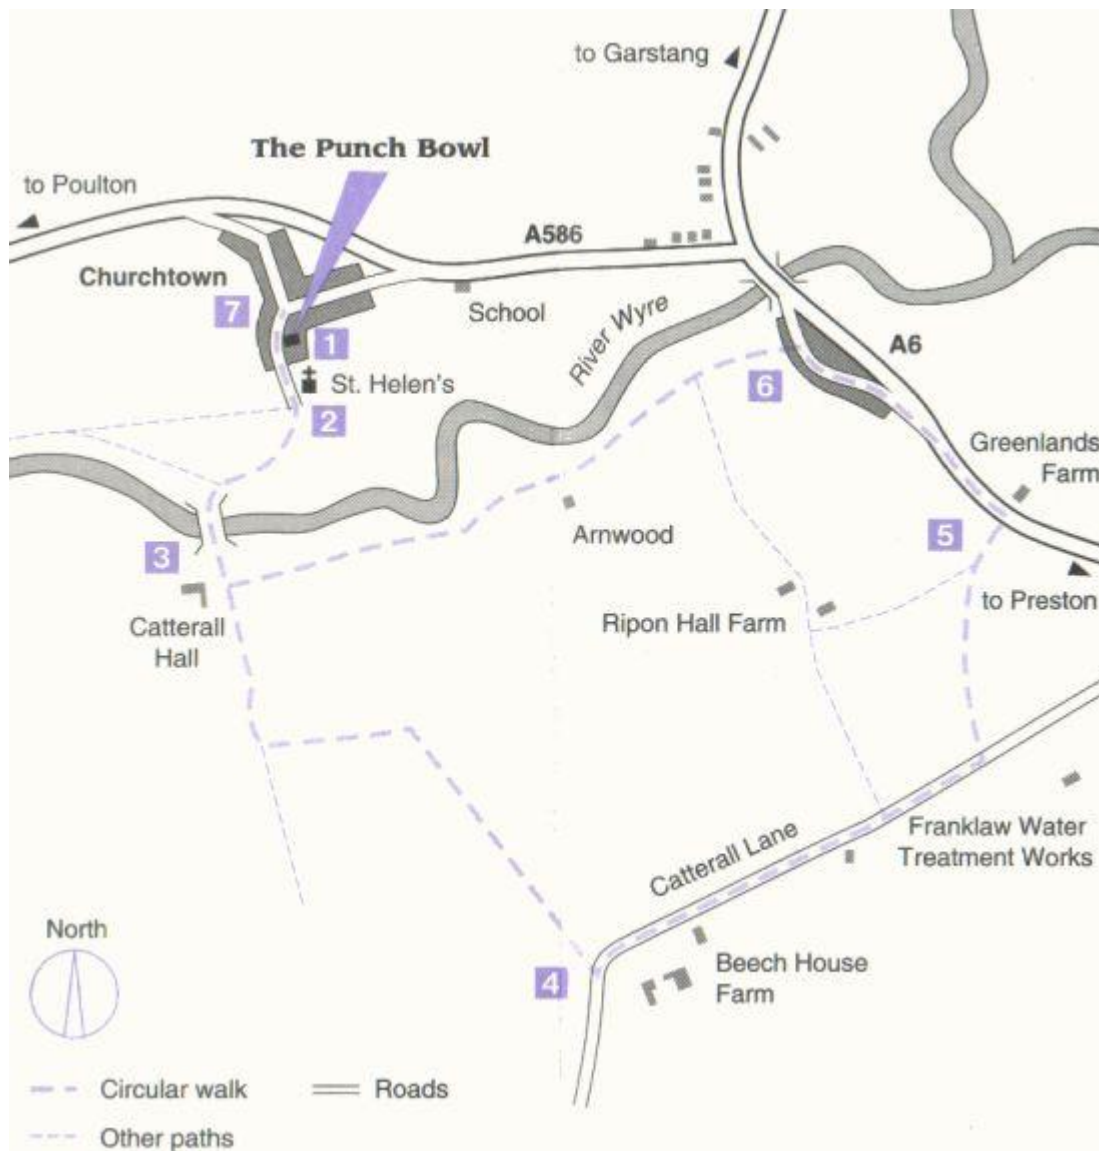 to Garstang
The Punch Bowl
to Poulton
A586
Churchtown
7
School
River Wyre
1
A6
St. Helen's
6
2
Greenlands
Farm
5
Arnwood
3
to Preston
Ripon Hall Farm
Catterall
Hall
Catterall Lane
Franklaw Water
Treatment Works
North
4
Beech House
Farm
Circular walk
Roads
Other paths